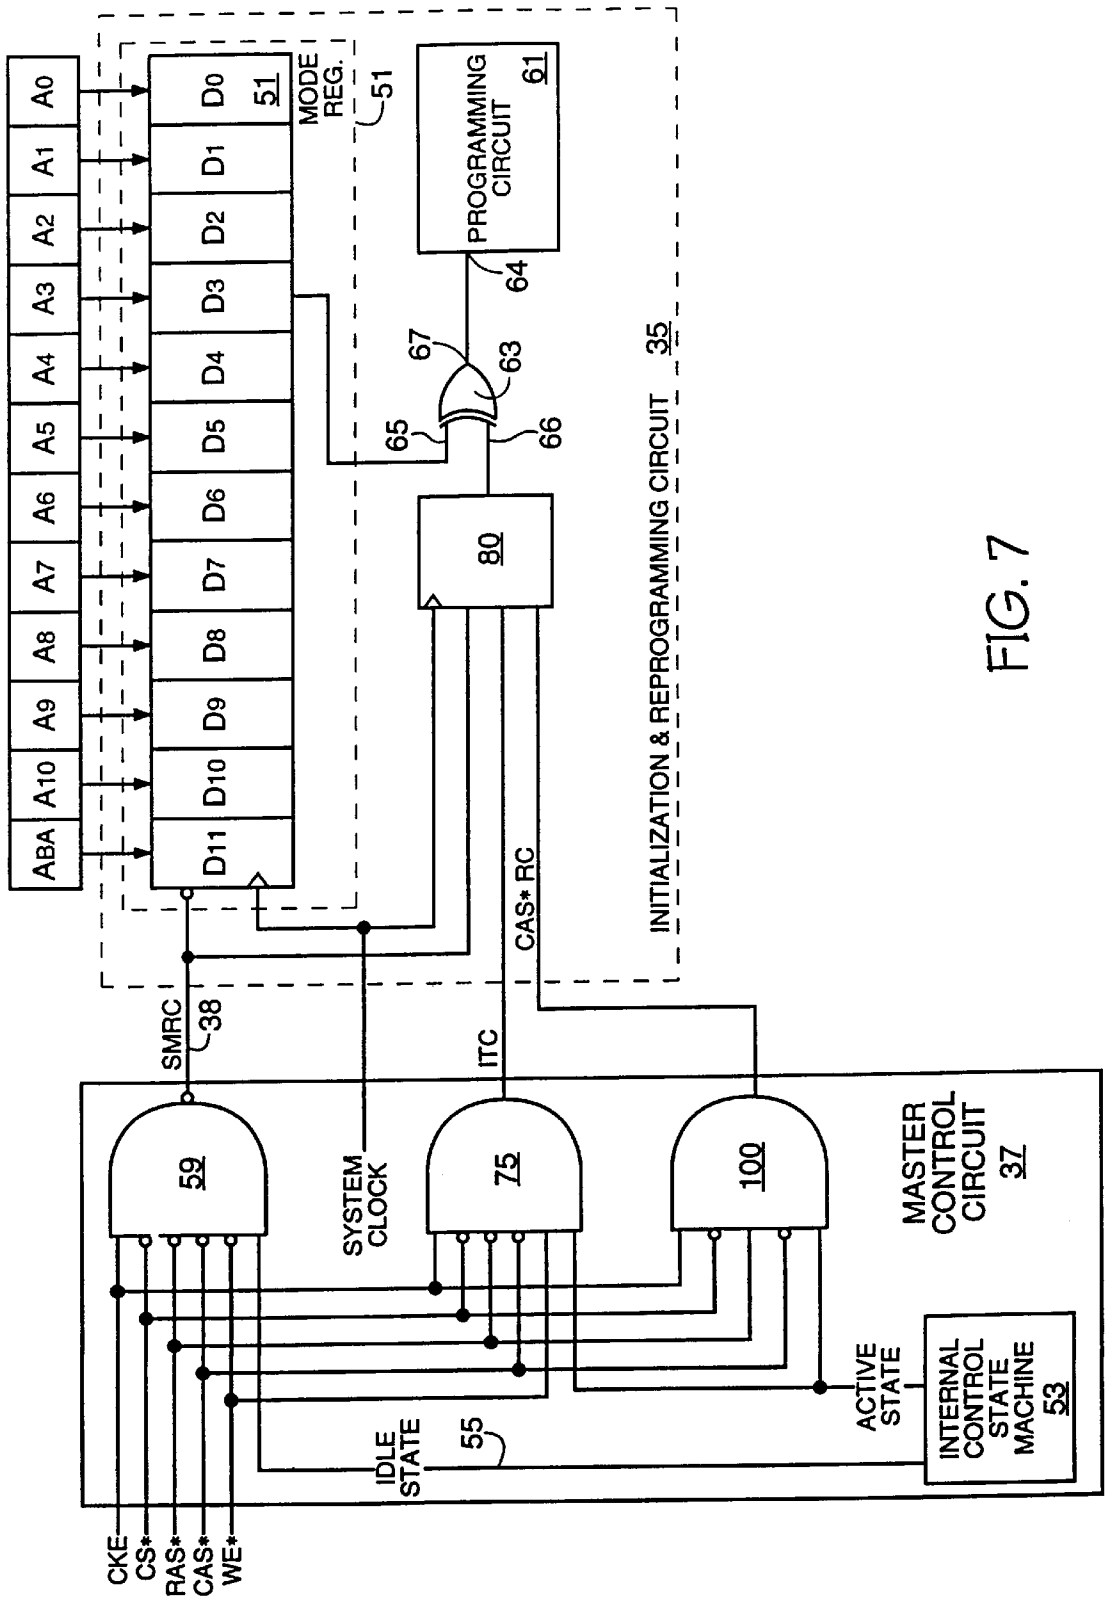 ABA
A10
A9
A8
A7
A6
A5
A4
A3
A2
A1
A0
D11
D10
D9
D8
D7
D6
D5
D4
D3
D2
D1
D0
51
MODE
REG.
51
CKE
CS*
RAS*
CAS*
WE*
59
SMRC
38
SYSTEM
CLOCK
IDLE
STATE
55
75
ITC
80
65
66
67
63
64
PROGRAMMING
CIRCUIT
61
100
CAS* RC
ACTIVE
STATE
INTERNAL
CONTROL
STATE
MACHINE
53
MASTER
CONTROL
CIRCUIT
37
INITIALIZATION & REPROGRAMMING CIRCUIT
35
FIG. 7